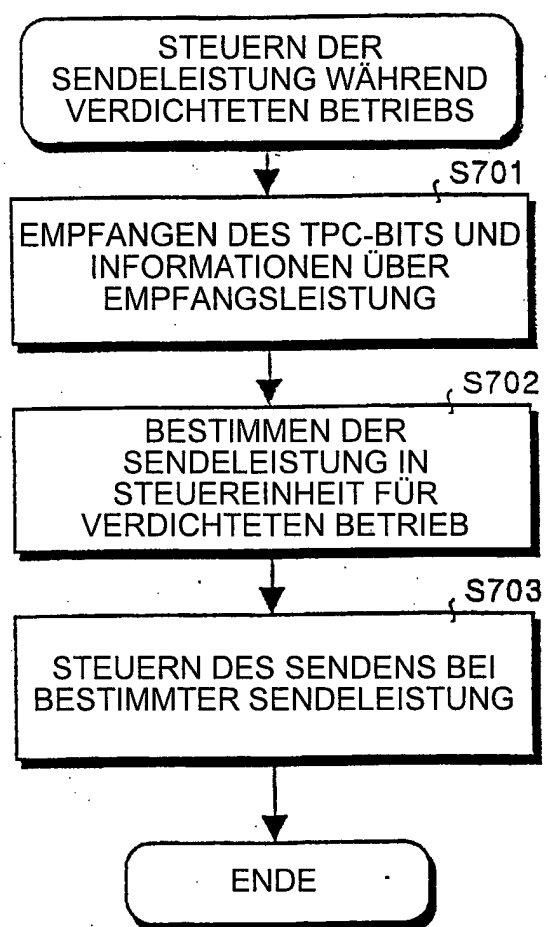 STEUERN DER
SENDELEISTUNG WÄHREND
VERDICHTETEN BETRIEBS
S701
EMPFANGEN DES TPC-BITS UND
INFORMATIONEN ÜBER
EMPFANGSLEISTUNG
S702
BESTIMMEN DER
SENDELEISTUNG IN
STEUEREINHEIT FÜR
VERDICHTETEN BETRIEB
S703
STEUERN DES SENDENS BEI
BESTIMMTER SENDELEISTUNG
ENDE